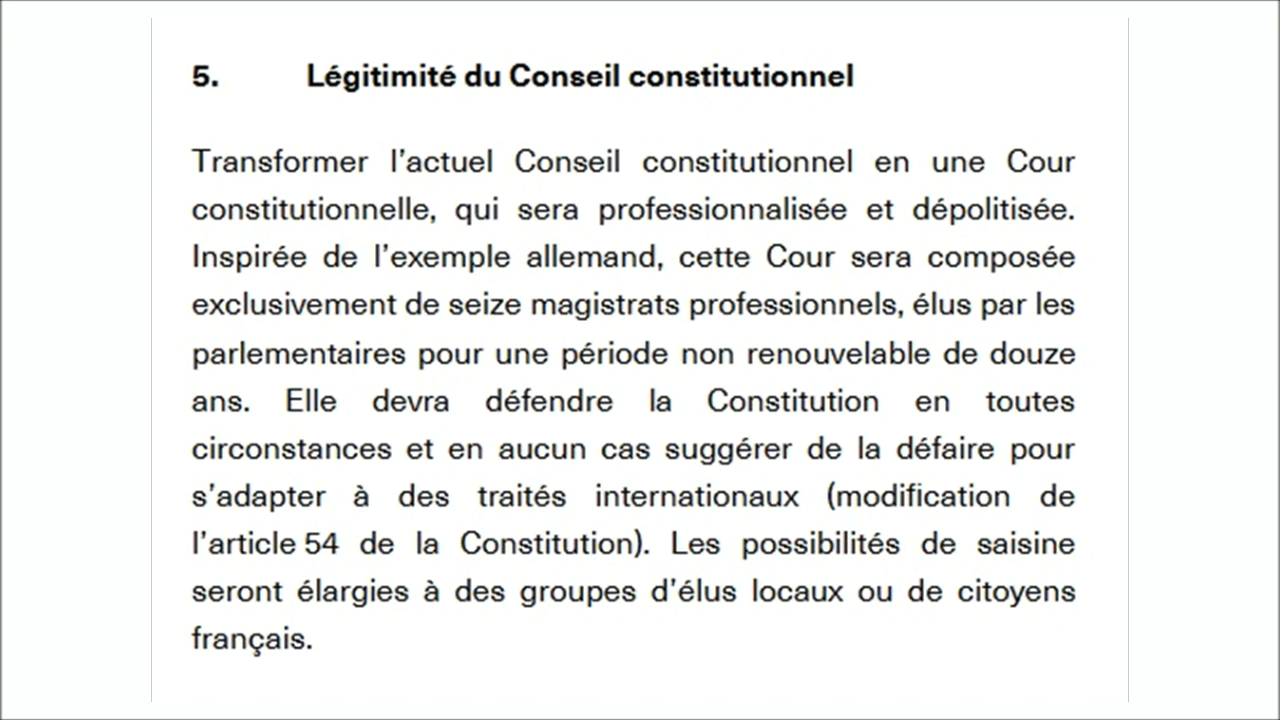 5. Légitimité du Conseil constitutionnel
Transformer l'actuel Conseil constitutionnel en une Cour
constitutionnelle, qui sera professionnalisée et dépolitisée.
Inspirée de l'exemple allemand, cette Cour sera composée
exclusivement de seize magistrats professionnels, élus par les
parlementaires pour une période non renouvelable de douze
ans. Elle devra défendre la Constitution en toutes
circonstances et en aucun cas suggérer de la défaire pour
s'adapter à des traités internationaux (modification de
l'article 54 de la Constitution). Les possibilités de saisine
seront élargies à des groupes d'élus locaux ou de citoyens
français.